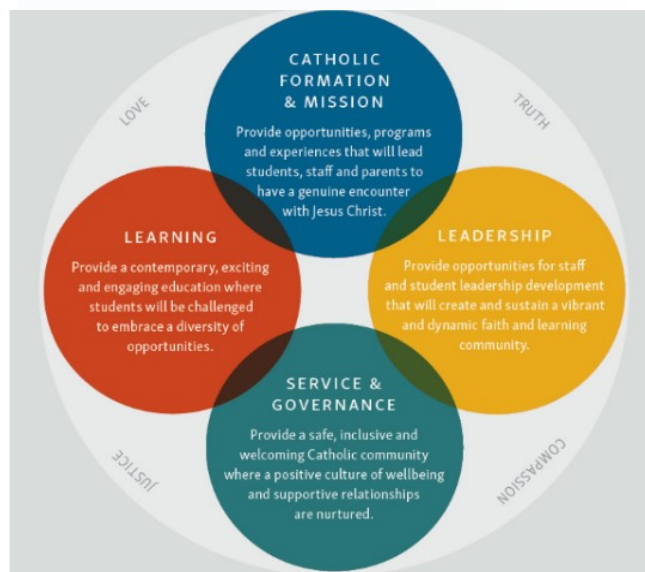 LOVE
TRUTH
CATHOLIC
FORMATION
& MISSION
Provide opportunities, programs
and experiences that will lead
students, staff and parents to
have a genuine encounter
with Jesus Christ.
LEARNING
Provide a contemporary, exciting
and engaging education where
students will be challenged
to embrace a diversity of
opportunities.
LEADERSHIP
Provide opportunities for staff
and student leadership development
that will create and sustain a vibrant
and dynamic faith and learning
community.
SERVICE &
GOVERNANCE
Provide a safe, inclusive and
welcoming Catholic community
where a positive culture of wellbeing
and supportive relationships
are nurtured.
JUSTICE
COMPASSION